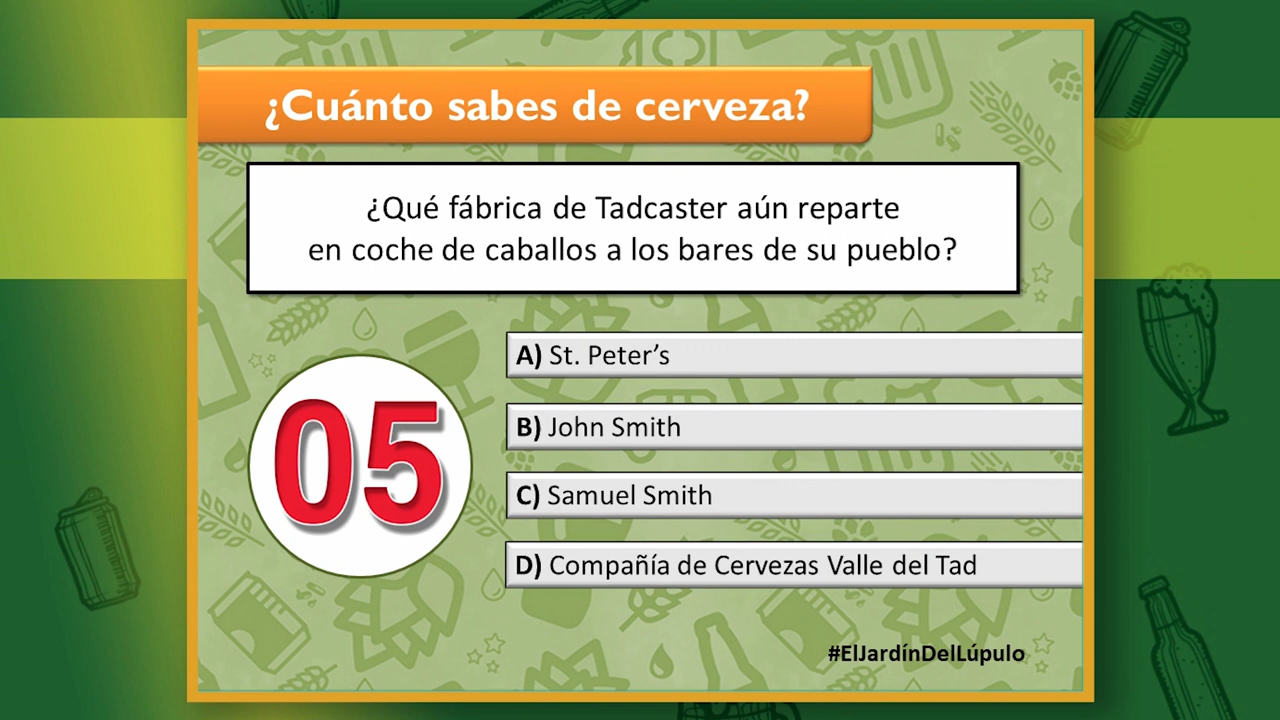 ¿Cuánto sabes de cerveza?
¿Qué fábrica de Tadcaster aún reparte
en coche de caballos a los bares de su pueblo?
05
A) St. Peter’s
B) John Smith
C) Samuel Smith
D) Compañía de Cervezas Valle del Tad
#ElJardínDelLúpulo